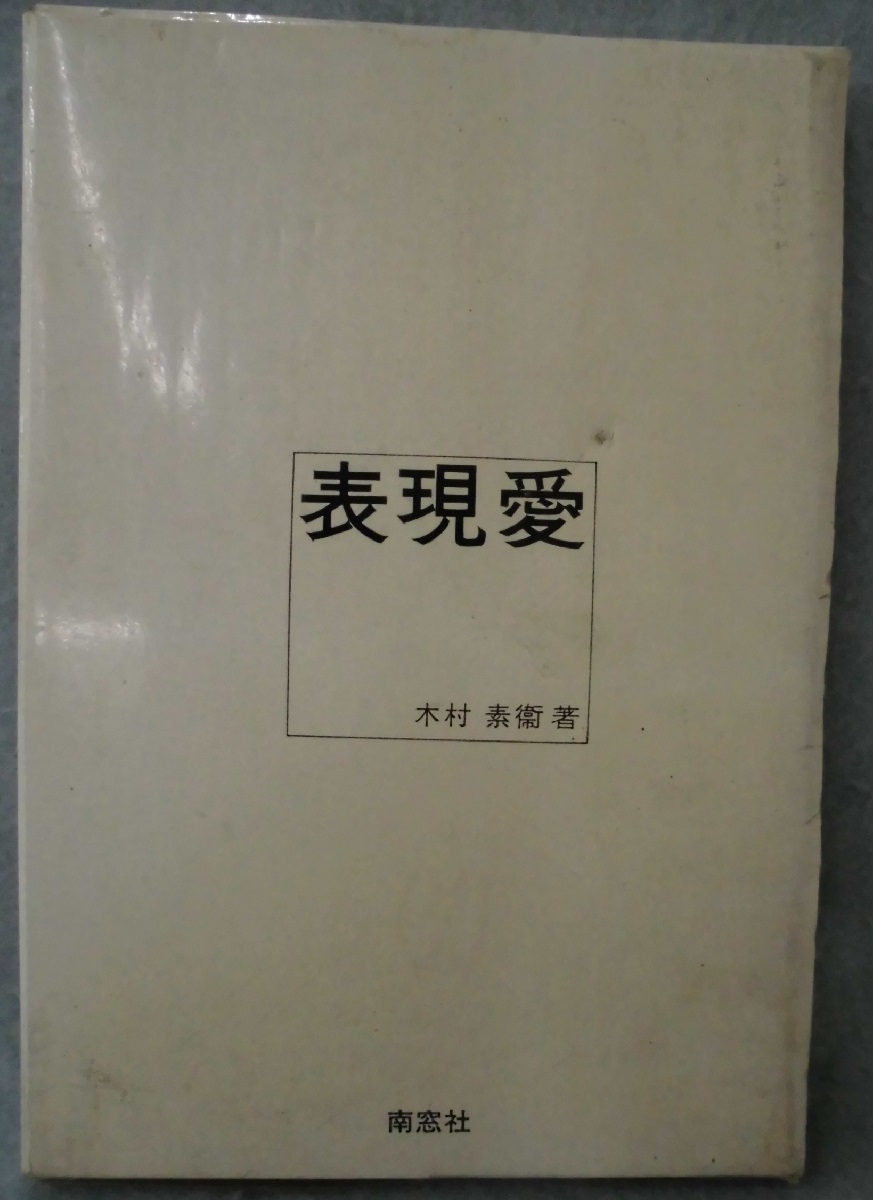 表現愛
木村 素衞 著
南窓社